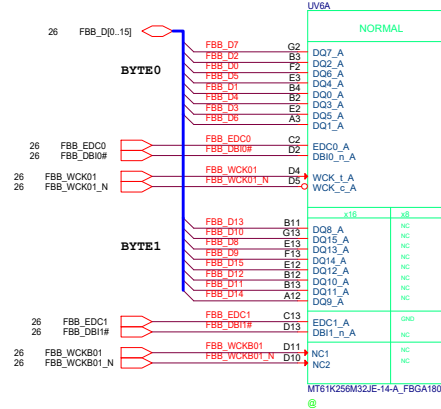 UV6A
NORMAL
26 FBB_D[0..15]
BYTE0
FBB_D7 G2 DQ7_A
FBB_D2 B3 DQ2_A
FBB_D0 F2 DQ6_A
FBB_D5 E3 DQ4_A
FBB_D1 B4 DQ0_A
FBB_D4 B2 DQ3_A
FBB_D3 E2 DQ5_A
FBB_D6 A3 DQ1_A
26 FBB_EDC0 FBB_EDC0 C2 EDC0_A
26 FBB_DBI0# FBB_DBI0# D2 DBI0_n_A
26 FBB_WCK01 FBB_WCK01 D4 WCK_t_A
26 FBB_WCK01_N FBB_WCK01_N D5 WCK_c_A
x16 x8
BYTE1
FBB_D13 B11 DQ8_A NC
FBB_D10 G13 DQ15_A NC
FBB_D8 E13 DQ13_A NC
FBB_D9 F13 DQ14_A NC
FBB_D15 E12 DQ12_A NC
FBB_D12 B12 DQ10_A NC
FBB_D11 B13 DQ11_A NC
FBB_D14 A12 DQ9_A NC
26 FBB_EDC1 FBB_EDC1 C13 EDC1_A GND
26 FBB_DBI1# FBB_DBI1# D13 DBI1_n_A NC
26 FBB_WCKB01 FBB_WCKB01 D11 NC1 NC
26 FBB_WCKB01_N FBB_WCKB01_N D10 NC2 NC
MT61K256M32JE-14-A_FBGA180
@